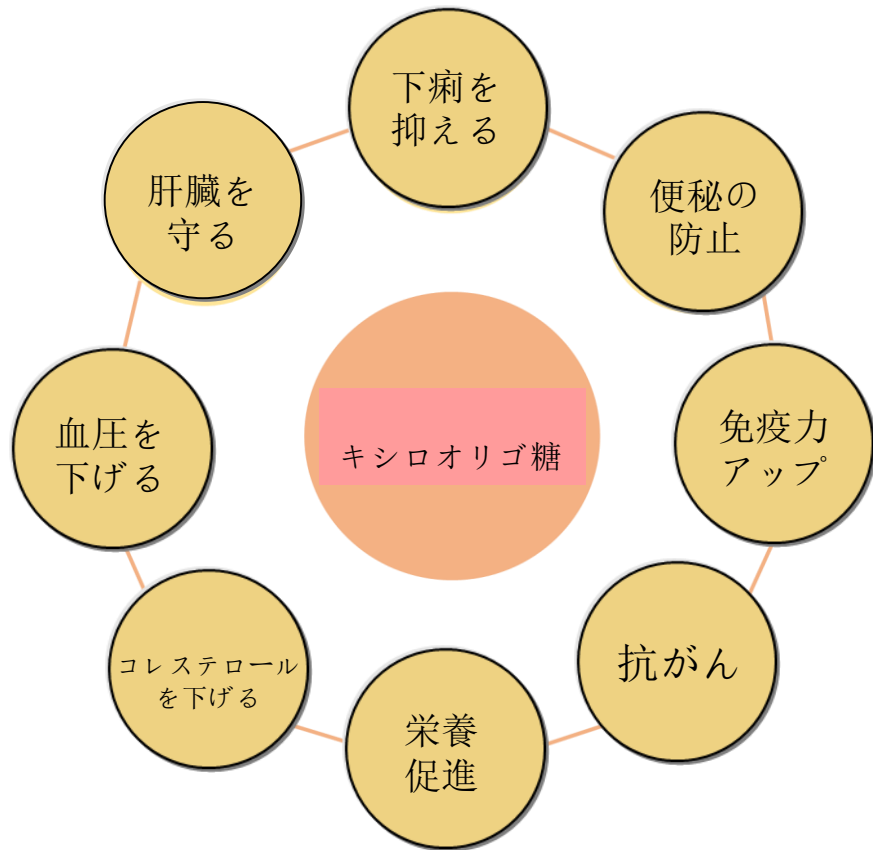 下痢を
抑える
便秘の
防止
免疫力
アップ
抗がん
栄養
促進
コレステロール
を下げる
血圧を
下げる
肝臓を
守る
キシロオリゴ糖